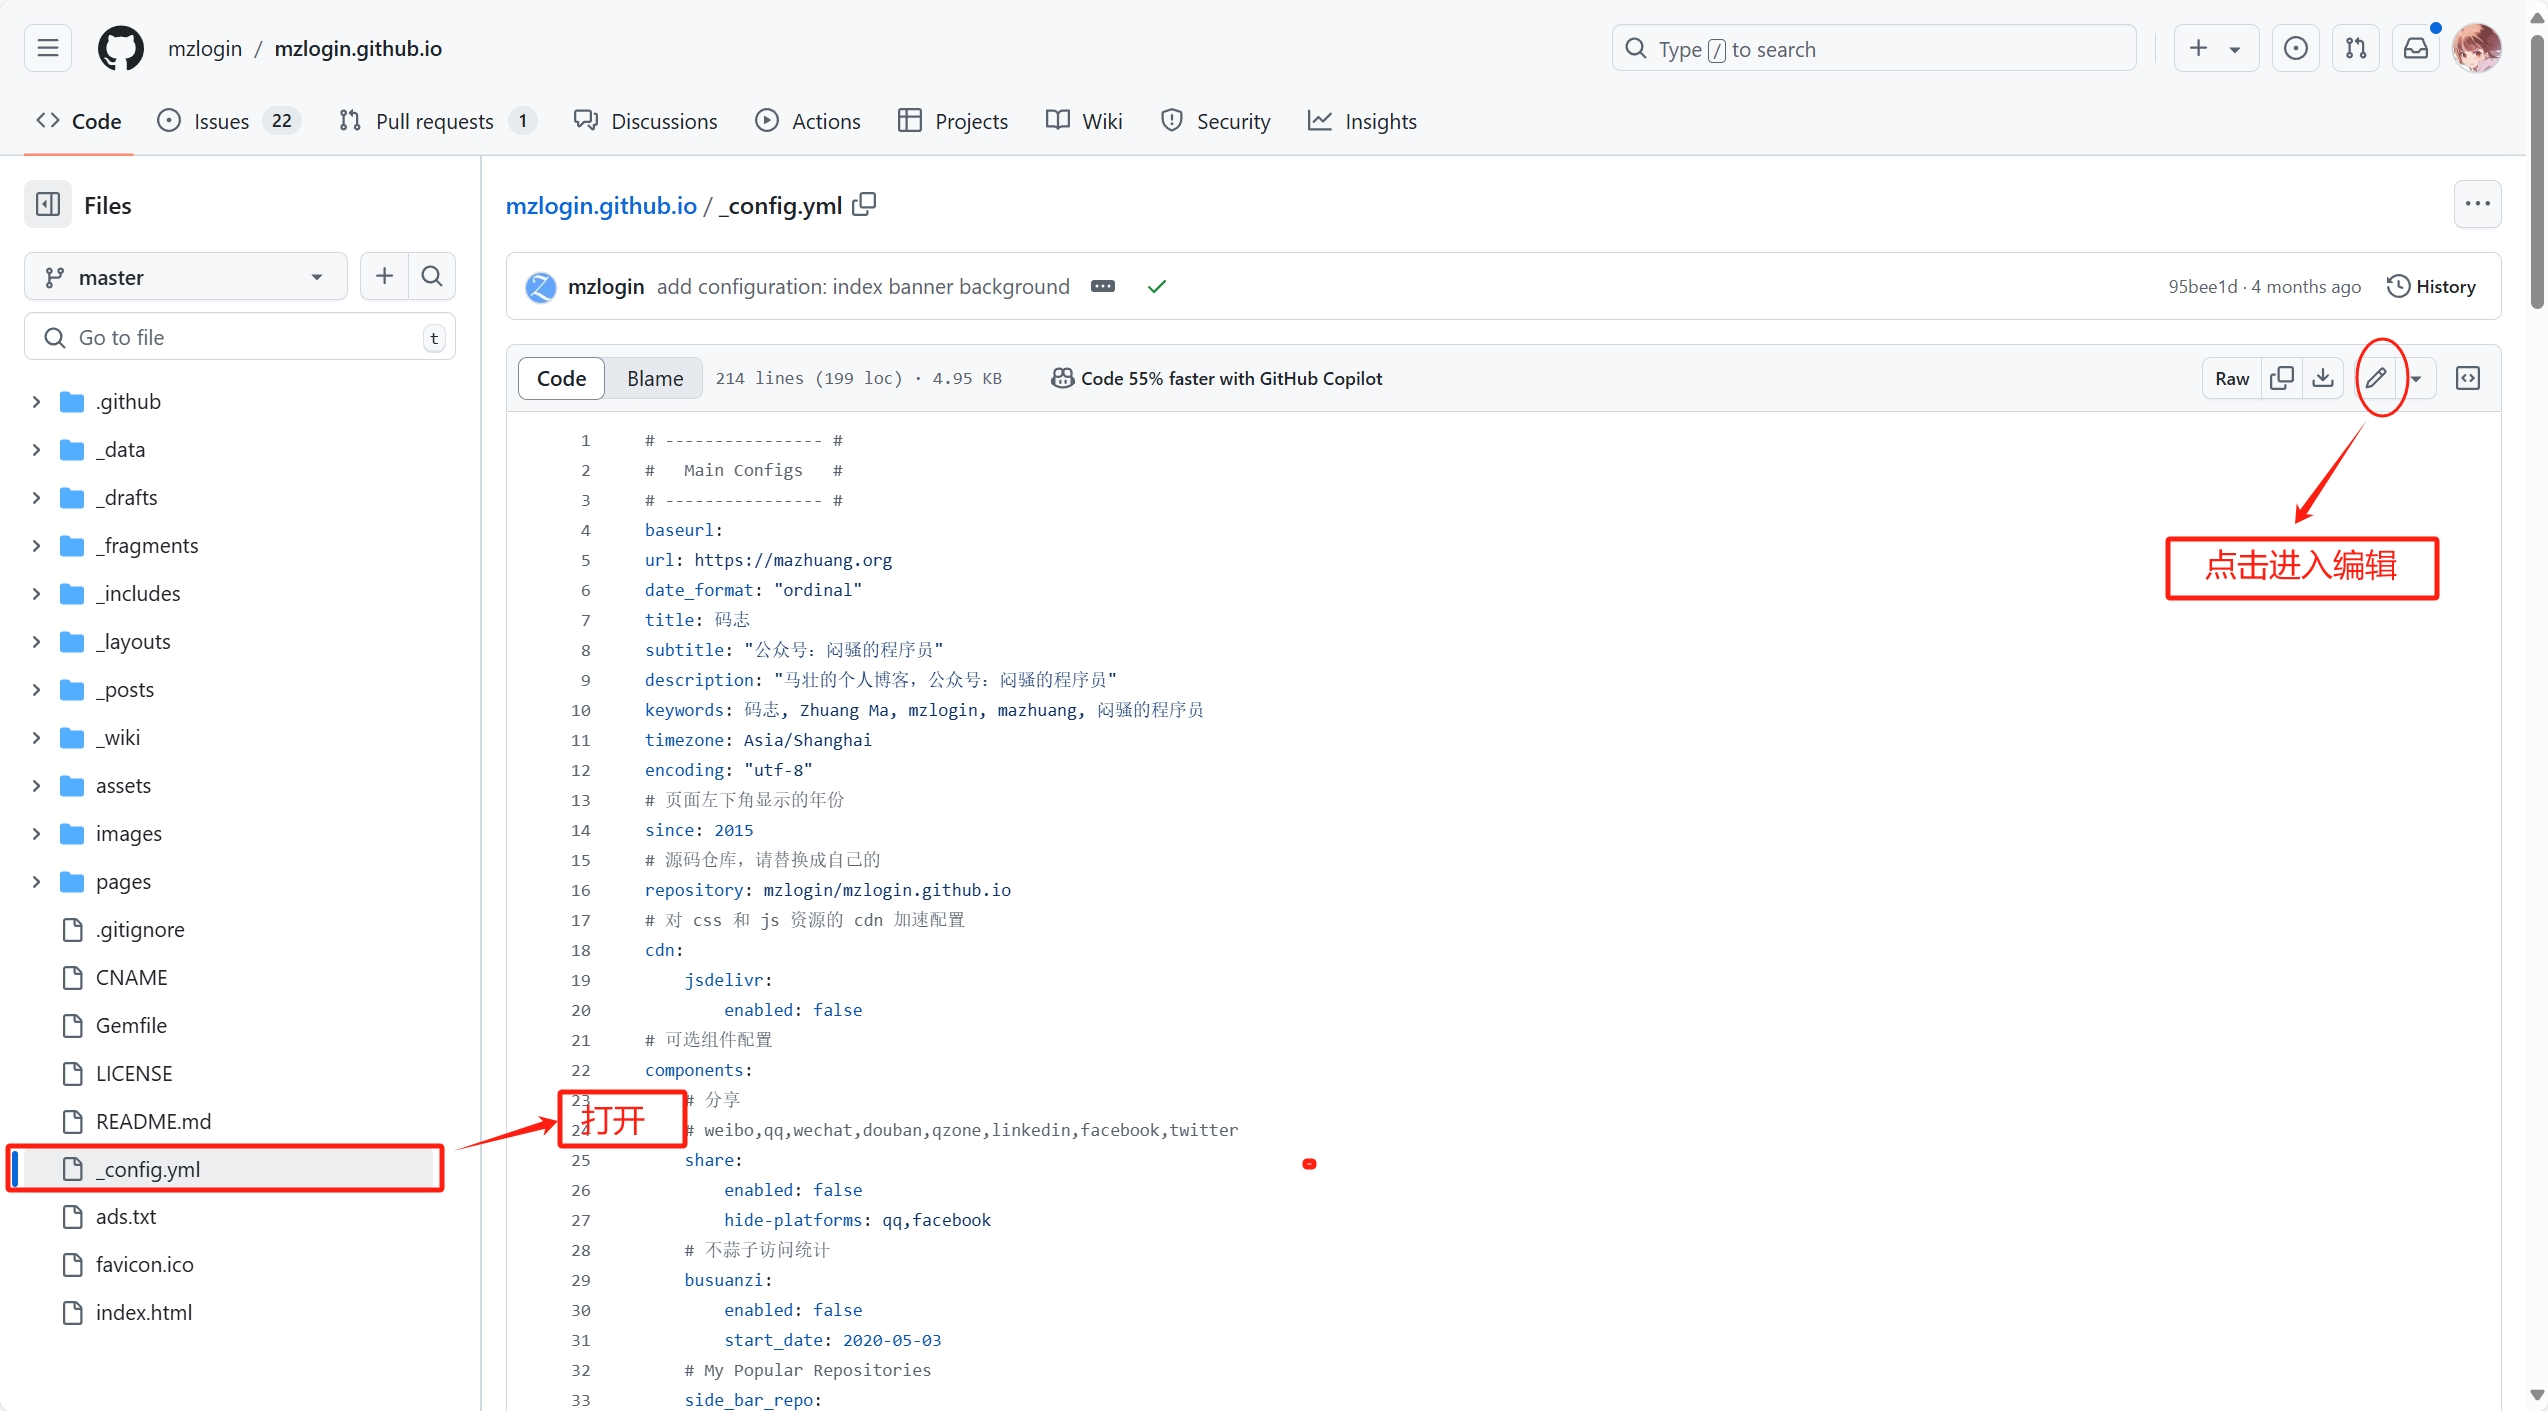 mzlogin / mzlogin.github.io
Type / to search
Code
Issues 22
Pull requests 1
Discussions
Actions
Projects
Wiki
Security
Insights
Files
master
Go to file t
.github
_data
_drafts
_fragments
_includes
_layouts
_posts
_wiki
assets
images
pages
.gitignore
CNAME
Gemfile
LICENSE
README.md
_config.yml
ads.txt
favicon.ico
index.html
mzlogin.github.io / _config.yml
mzlogin add configuration: index banner background
95bee1d · 4 months ago
History
Code Blame 214 lines (199 loc) · 4.95 KB
Code 55% faster with GitHub Copilot
Raw
点击进入编辑
打开
1 # ---------------- #
2 #   Main Configs   #
3 # ---------------- #
4 baseurl:
5 url: https://mazhuang.org
6 date_format: "ordinal"
7 title: 码志
8 subtitle: "公众号：闷骚的程序员"
9 description: "马壮的个人博客，公众号：闷骚的程序员"
10 keywords: 码志, Zhuang Ma, mzlogin, mazhuang, 闷骚的程序员
11 timezone: Asia/Shanghai
12 encoding: "utf-8"
13 # 页面左下角显示的年份
14 since: 2015
15 # 源码仓库，请替换成自己的
16 repository: mzlogin/mzlogin.github.io
17 # 对 css 和 js 资源的 cdn 加速配置
18 cdn:
19     jsdelivr:
20         enabled: false
21 # 可选组件配置
22 components:
23     # 分享
24     # weibo,qq,wechat,douban,qzone,linkedin,facebook,twitter
25     share:
26         enabled: false
27         hide-platforms: qq,facebook
28     # 不蒜子访问统计
29     busuanzi:
30         enabled: false
31         start_date: 2020-05-03
32     # My Popular Repositories
33     side_bar_repo: